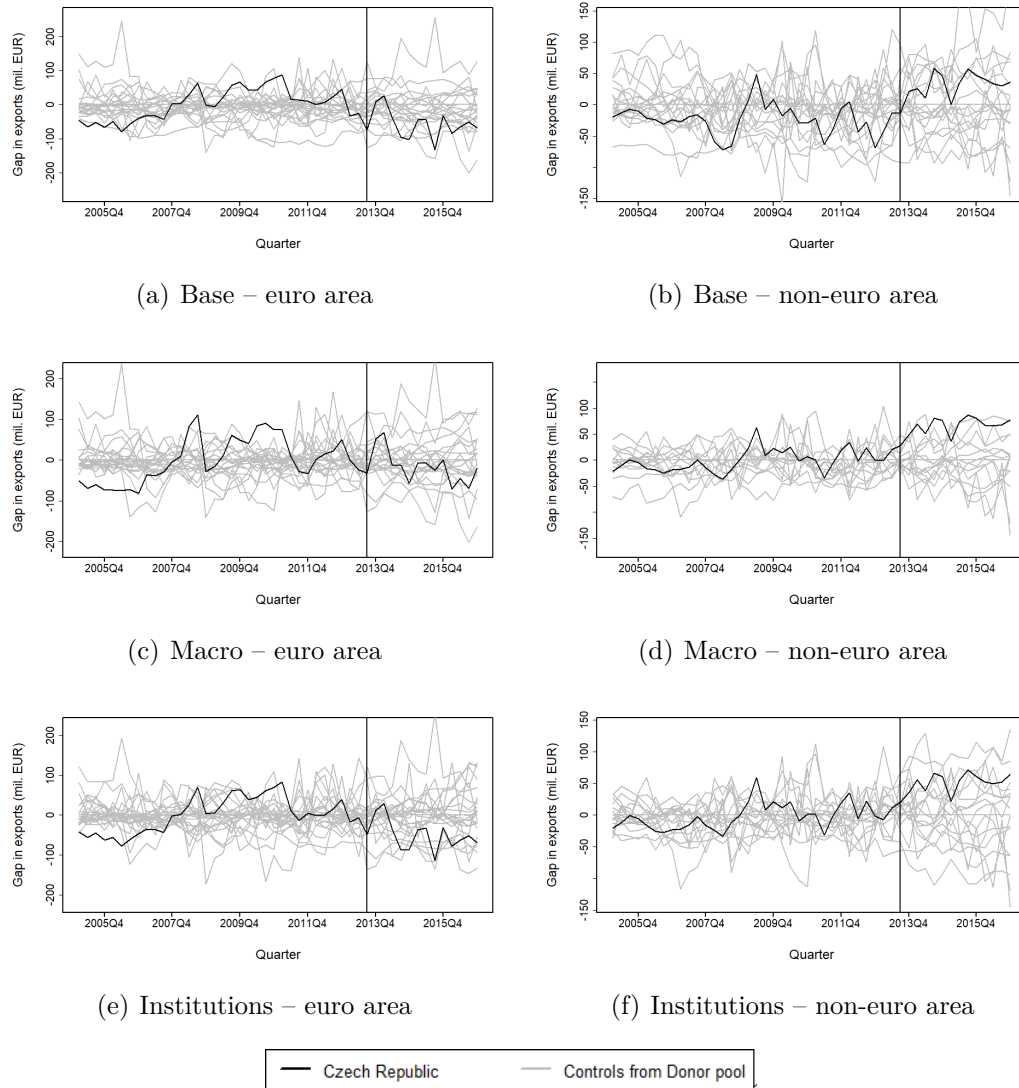 Gap in exports (mil. EUR)
200
100
0
-100
-200
2005Q4 2007Q4 2009Q4 2011Q4 2013Q4 2015Q4
Quarter
(a) Base – euro area
Gap in exports (mil. EUR)
150
100
50
0
-50
-150
2005Q4 2007Q4 2009Q4 2011Q4 2013Q4 2015Q4
Quarter
(b) Base – non-euro area
Gap in exports (mil. EUR)
200
100
0
-100
-200
2005Q4 2007Q4 2009Q4 2011Q4 2013Q4 2015Q4
Quarter
(c) Macro – euro area
Gap in exports (mil. EUR)
100
50
0
-50
-150
2005Q4 2007Q4 2009Q4 2011Q4 2013Q4 2015Q4
Quarter
(d) Macro – non-euro area
Gap in exports (mil. EUR)
200
100
0
-100
-200
2005Q4 2007Q4 2009Q4 2011Q4 2013Q4 2015Q4
Quarter
(e) Institutions – euro area
Gap in exports (mil. EUR)
150
100
50
0
-50
-150
2005Q4 2007Q4 2009Q4 2011Q4 2013Q4 2015Q4
Quarter
(f) Institutions – non-euro area
Czech Republic Controls from Donor pool